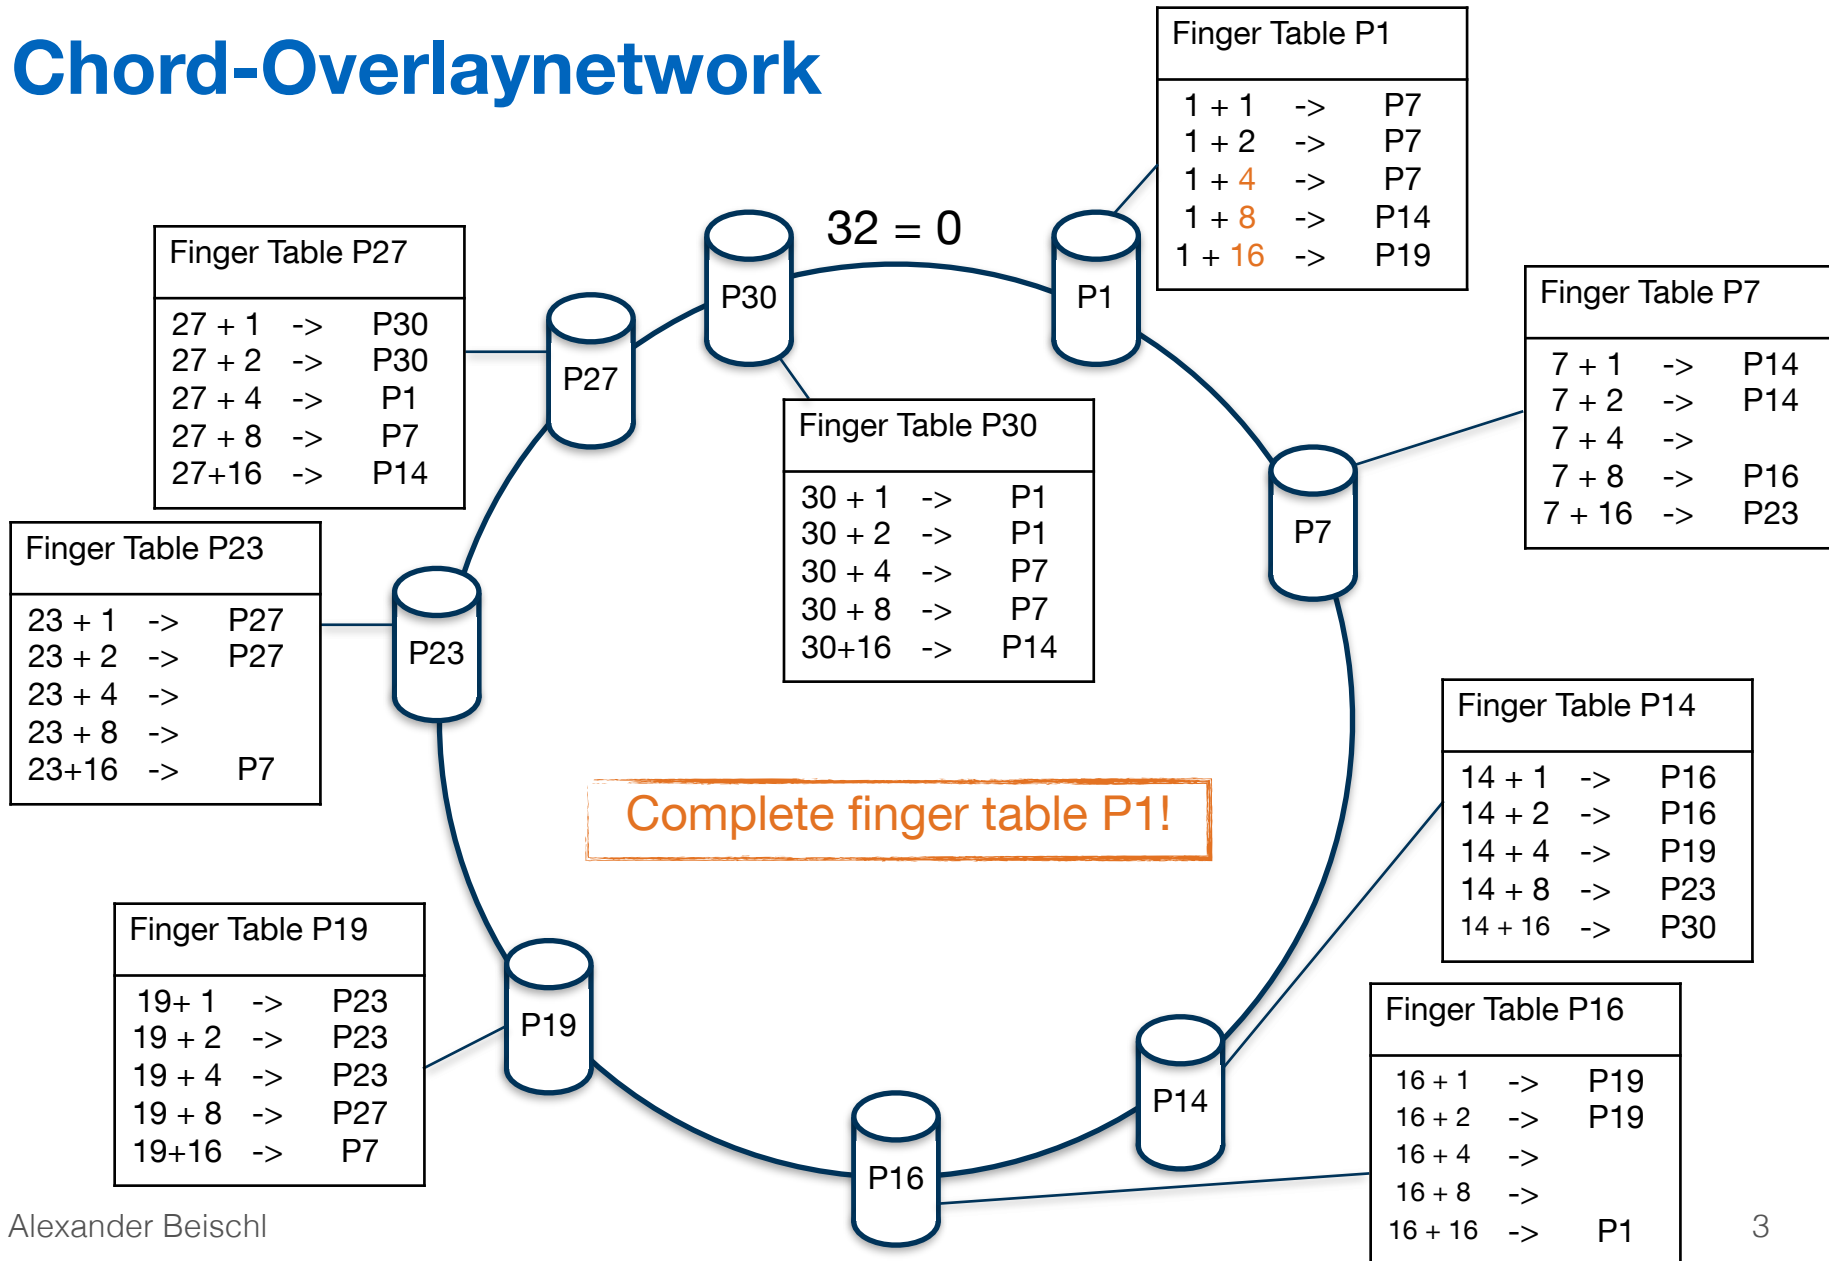 Chord-Overlaynetwork
Finger Table P1
1 + 1 -> P7
1 + 2 -> P7
1 + 4 -> P7
1 + 8 -> P14
1 + 16 -> P19
32 = 0
P30
P1
P27
P7
P23
P19
P14
P16
Finger Table P27
27 + 1 -> P30
27 + 2 -> P30
27 + 4 -> P1
27 + 8 -> P7
27+16 -> P14
Finger Table P7
7 + 1 -> P14
7 + 2 -> P14
7 + 4 ->
7 + 8 -> P16
7 + 16 -> P23
Finger Table P30
30 + 1 -> P1
30 + 2 -> P1
30 + 4 -> P7
30 + 8 -> P7
30+16 -> P14
Finger Table P23
23 + 1 -> P27
23 + 2 -> P27
23 + 4 ->
23 + 8 ->
23+16 -> P7
Complete finger table P1!
Finger Table P14
14 + 1 -> P16
14 + 2 -> P16
14 + 4 -> P19
14 + 8 -> P23
14 + 16 -> P30
Finger Table P19
19+ 1 -> P23
19 + 2 -> P23
19 + 4 -> P23
19 + 8 -> P27
19+16 -> P7
Finger Table P16
16 + 1 -> P19
16 + 2 -> P19
16 + 4 ->
16 + 8 ->
16 + 16 -> P1
Alexander Beischl
3